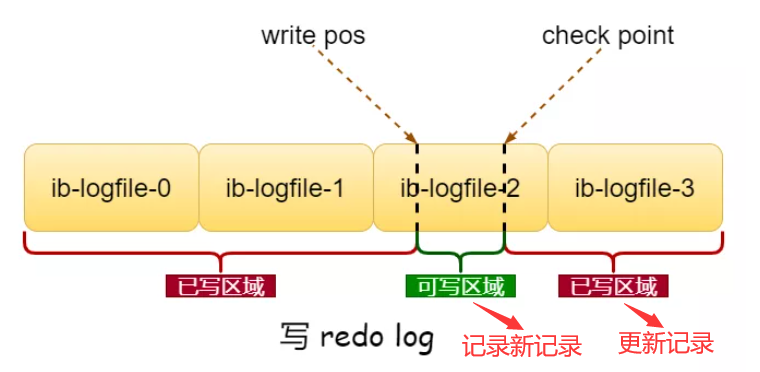 write pos
check point
ib-logfile-0
ib-logfile-1
ib-logfile-2
ib-logfile-3
已写区域
可写区域
已写区域
写 redo log
记录新记录
更新记录